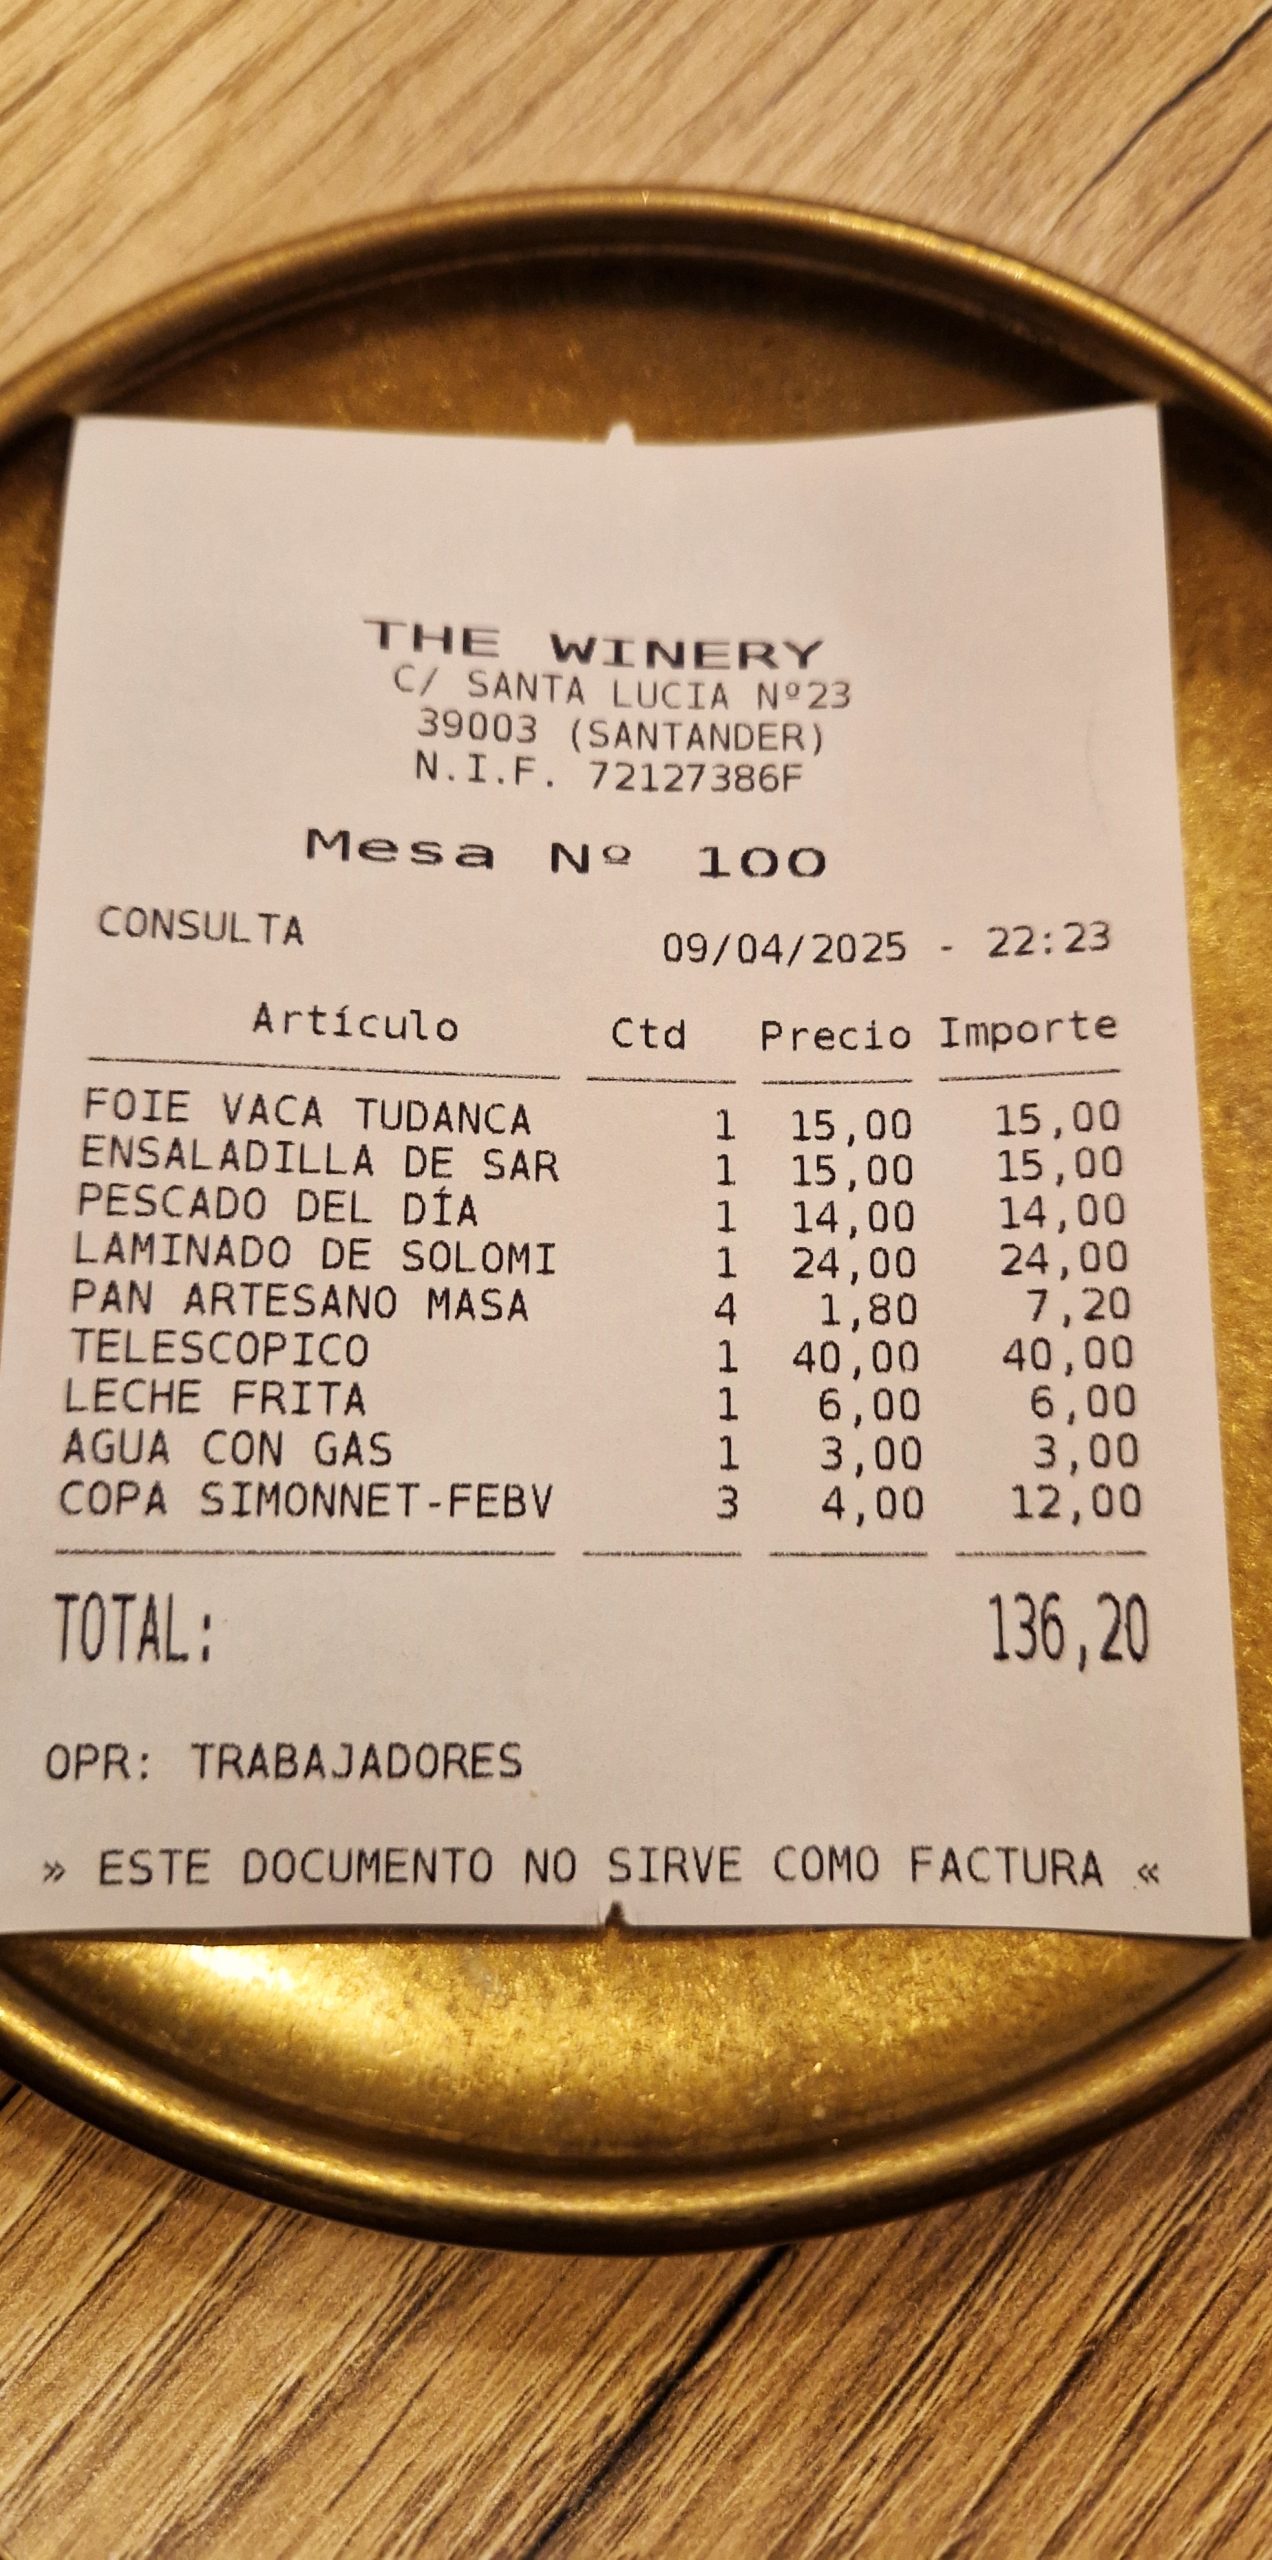 THE WINERY
C/ SANTA LUCIA Nº23
39003 (SANTANDER)
N.I.F. 72127386F
Mesa Nº 100
CONSULTA 09/04/2025 - 22:23
Artículo Ctd Precio Importe
FOIE VACA TUDANCA 1 15,00 15,00
ENSALADILLA DE SAR 1 15,00 15,00
PESCADO DEL DÍA 1 14,00 14,00
LAMINADO DE SOLOMI 1 24,00 24,00
PAN ARTESANO MASA 4 1,80 7,20
TELESCOPICO 1 40,00 40,00
LECHE FRITA 1 6,00 6,00
AGUA CON GAS 1 3,00 3,00
COPA SIMONNET-FEBV 3 4,00 12,00
TOTAL: 136,20
OPR: TRABAJADORES
» ESTE DOCUMENTO NO SIRVE COMO FACTURA «